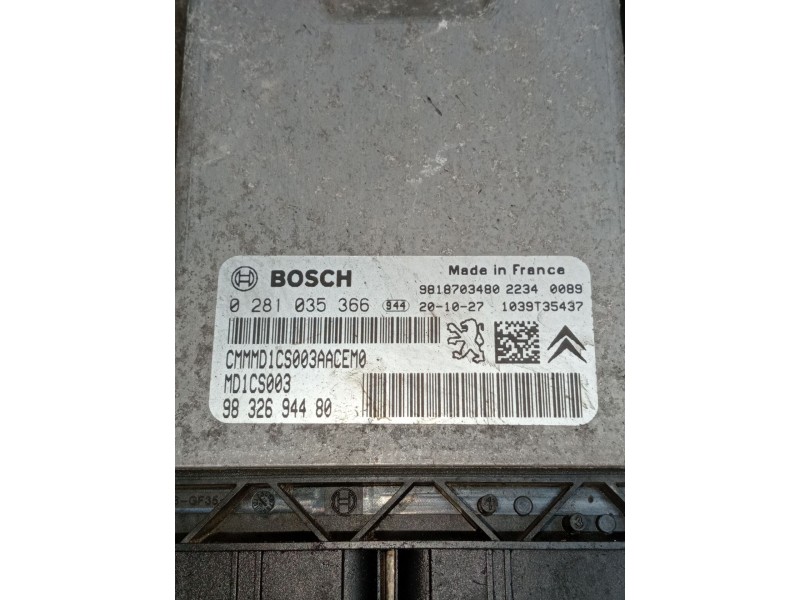 BOSCH
Made in France
9818703480 2234 0089
0 281 035 366 944 20-10-27 1039T35437
CMMMD1CS003AACEM0
MD1CS003
98 326 944 80